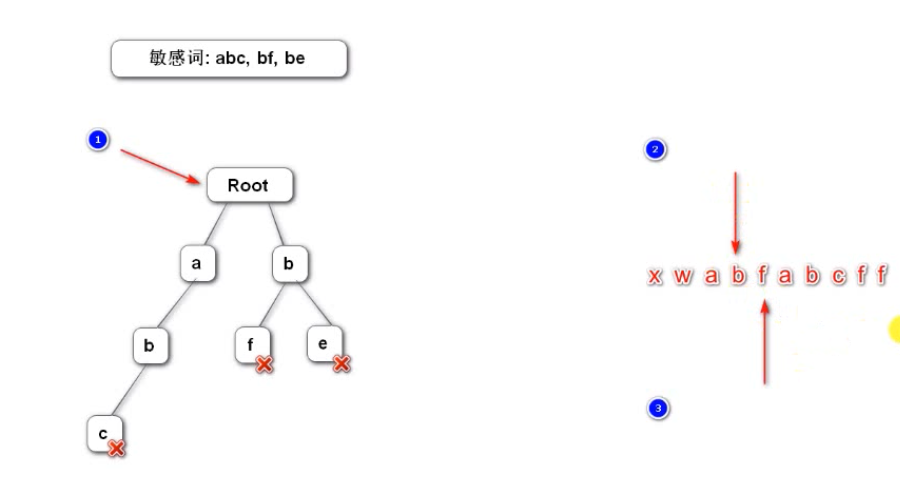 敏感词: abc, bf, be
1
2
Root
a
b
x w a b f a b c f f
b
f
e
3
c